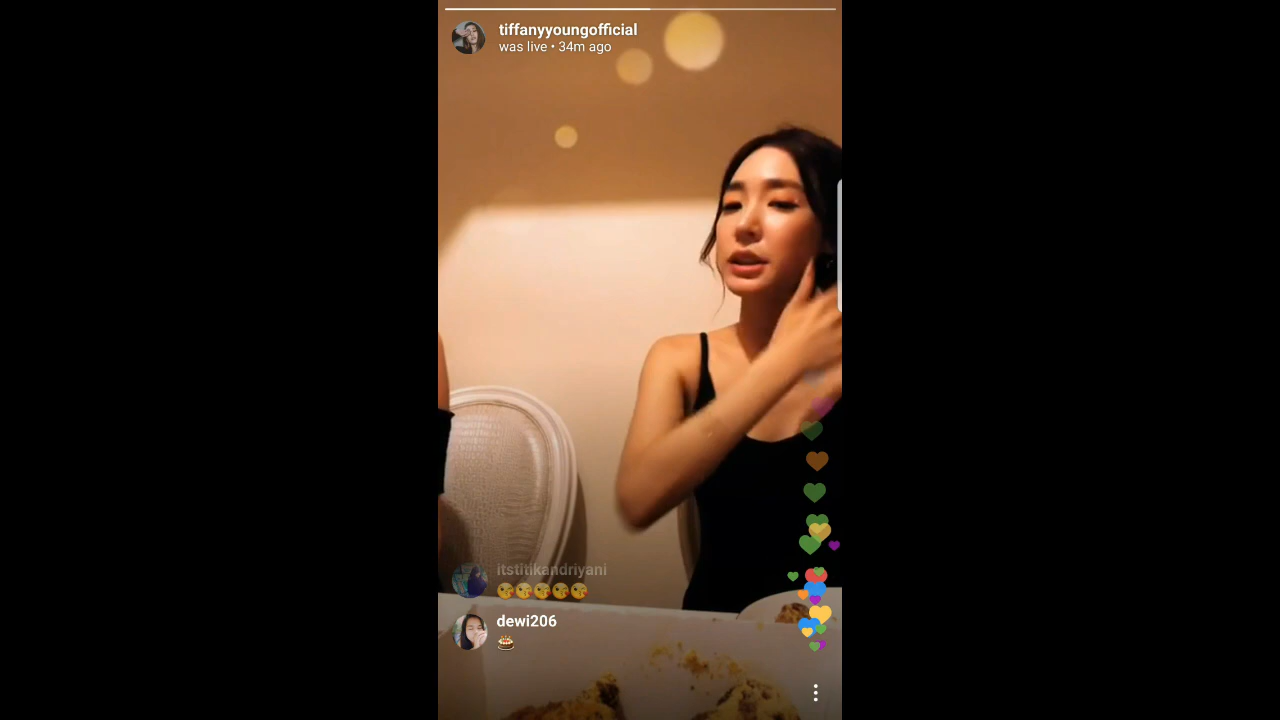 tiffanyyoungofficial
was live • 34m ago
itstitikandriyani
😘😘😘😘😘
dewi206
🎂